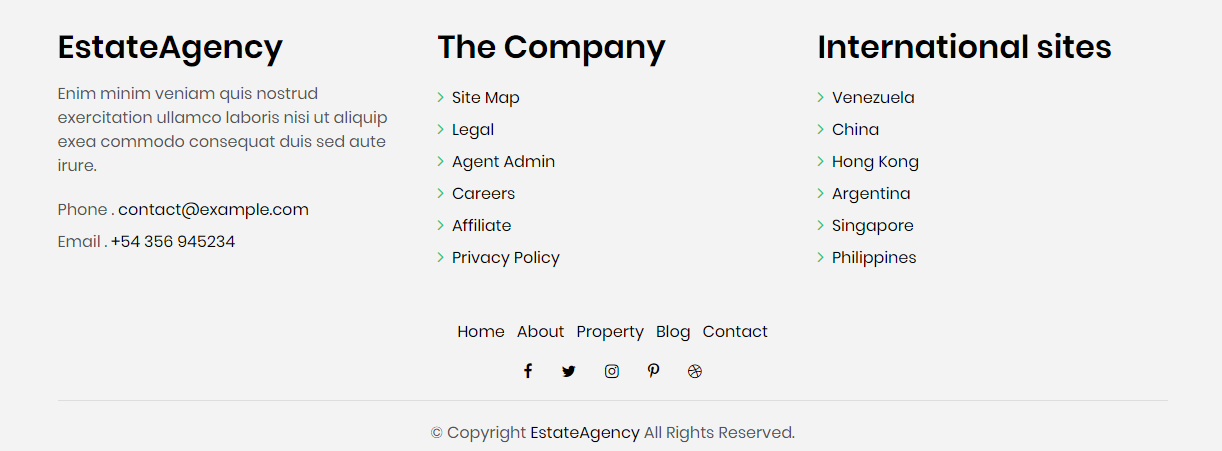 EstateAgency
Enim minim veniam quis nostrud
exercitation ullamco laboris nisi ut aliquip
exea commodo consequat duis sed aute
irure.
Phone . contact@example.com
Email . +54 356 945234
The Company
Site Map
Legal
Agent Admin
Careers
Affiliate
Privacy Policy
International sites
Venezuela
China
Hong Kong
Argentina
Singapore
Philippines
Home About Property Blog Contact
© Copyright EstateAgency All Rights Reserved.